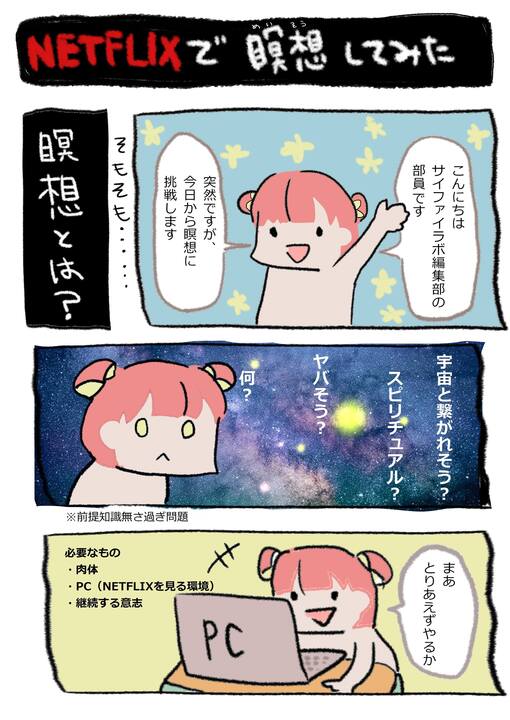 NETFLIXで瞑想してみた
めいそう
こんにちは
サイファイラボ編集部の
部員です
突然ですが、
今日から瞑想に
挑戦します
そもそも・・・・・・
瞑想とは？
宇宙と繋がれそう？
スピリチュアル？
ヤバそう？
何？
※前提知識無さ過ぎ問題
まあ
とりあえずやるか
必要なもの
・肉体
・PC（NETFLIXを見る環境）
・継続する意志
PC